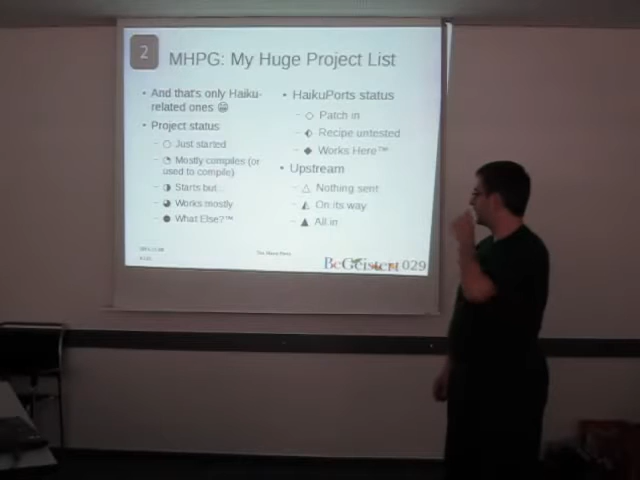 2
MHPG: My Huge Project List
• And that's only Haiku-
related ones 😁
• Project status
– ○ Just started
– ◔ Mostly compiles (or
used to compile)
– ◑ Starts but...
– ◕ Works mostly
– ● What Else?™
• HaikuPorts status
– ◇ Patch in
– ⬖ Recipe untested
– ◆ Works Here™
• Upstream
– △ Nothing sent
– ◭ On its way
– ▲ All in
BeGeistert 029